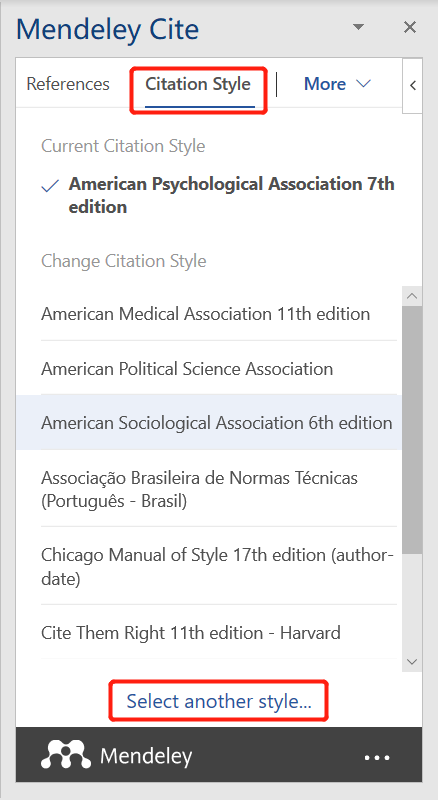 Mendeley Cite
References
Citation Style
More
Current Citation Style
American Psychological Association 7th
edition
Change Citation Style
American Medical Association 11th edition
American Political Science Association
American Sociological Association 6th edition
Associação Brasileira de Normas Técnicas
(Português - Brasil)
Chicago Manual of Style 17th edition (author-
date)
Cite Them Right 11th edition - Harvard
Select another style...
Mendeley